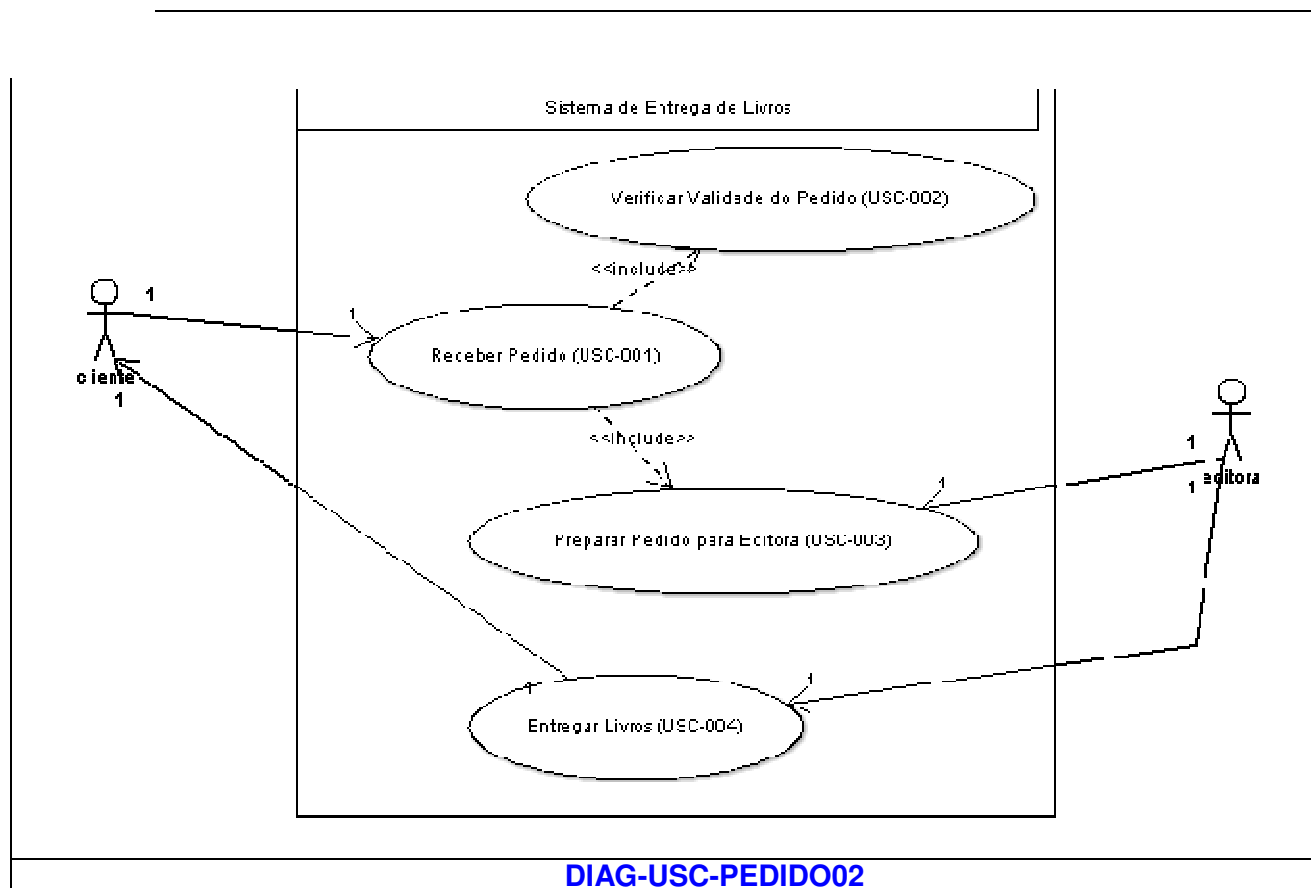 Sistema de Entrega de Livros
Verificar Validade do Pedido (USC-002)
<<include>>
1
1
Receber Pedido (USC-001)
cliente
1
<<include>>
1
1
editora
1
Preparar Pedido para Editora (USC-003)
1
1
Entregar Livros (USC-004)
DIAG-USC-PEDIDO02